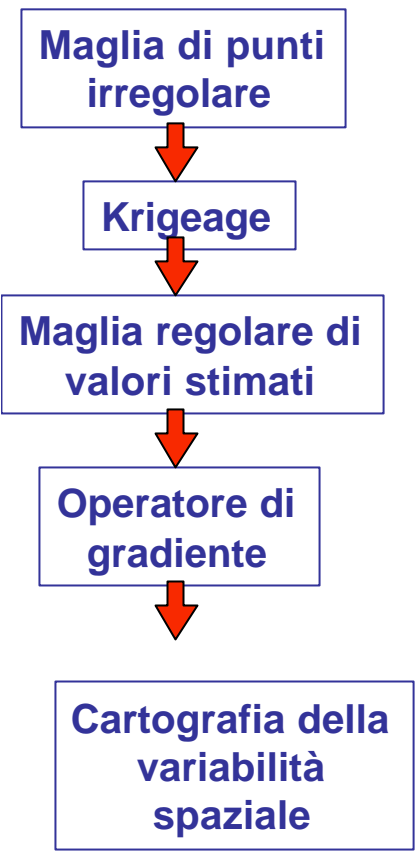 Maglia di punti
irregolare
Krigeage
Maglia regolare di
valori stimati
Operatore di
gradiente
Cartografia della
variabilità
spaziale